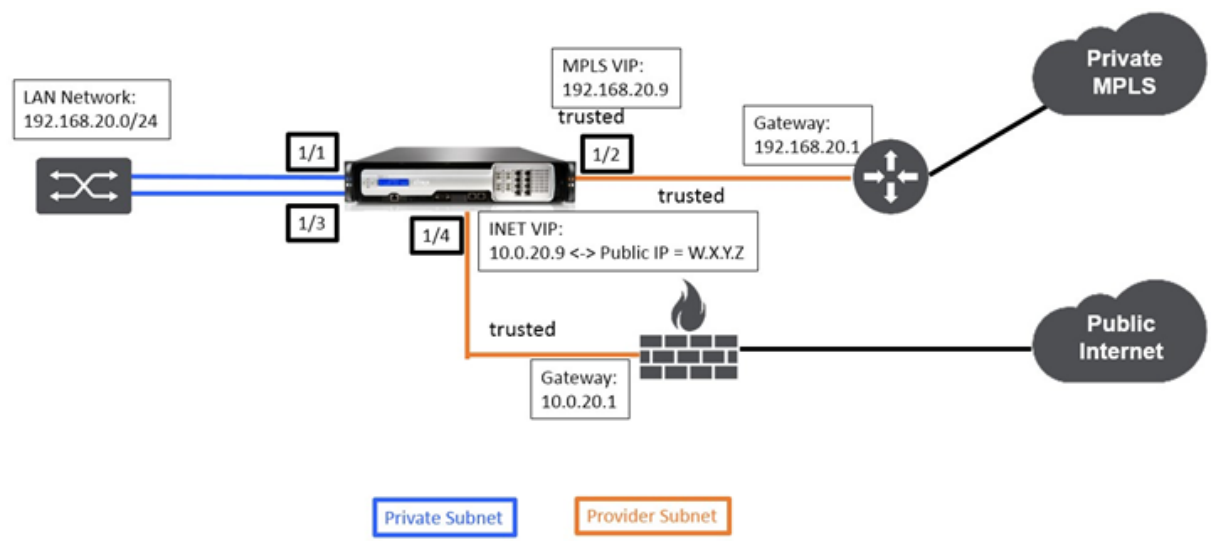 Private
MPLS
MPLS VIP:
192.168.20.9
trusted
LAN Network:
192.168.20.0/24
Gateway:
192.168.20.1
1/1
1/2
trusted
1/3
1/4
INET VIP:
10.0.20.9 <-> Public IP = W.X.Y.Z
trusted
Public
Internet
Gateway:
10.0.20.1
Private Subnet
Provider Subnet